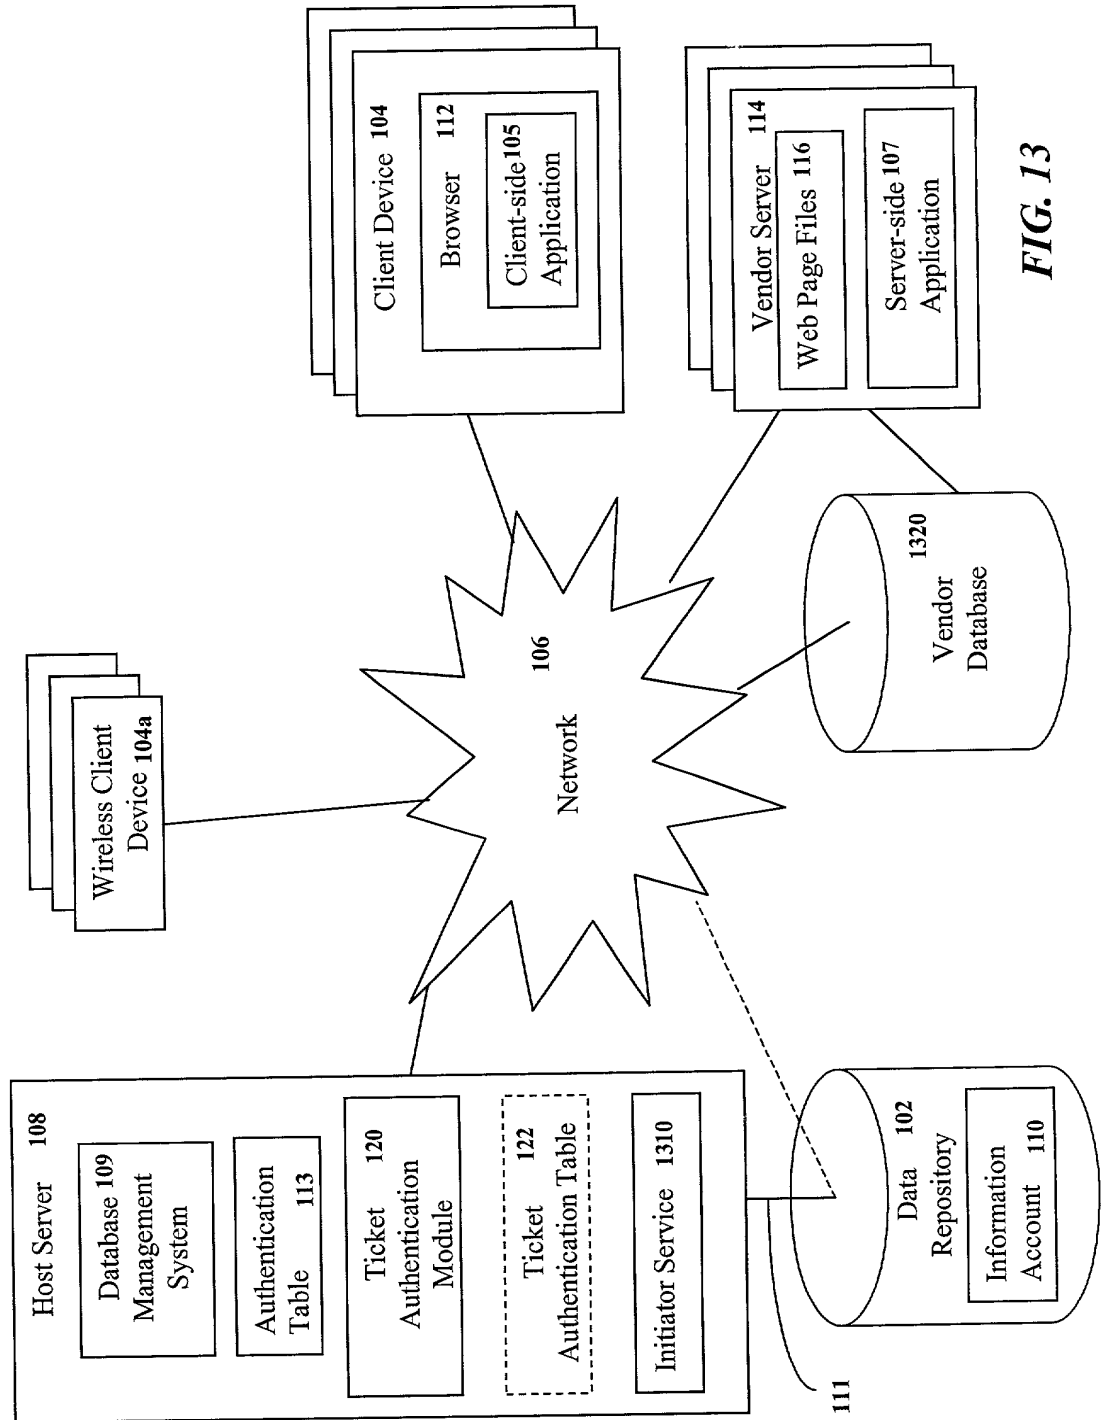 Host Server 108
Database 109
Management
System
Authentication
Table 113
Ticket 120
Authentication
Module
Ticket 122
Authentication Table
Initiator Service 1310
111
Data 102
Repository
Information
Account 110
Wireless Client
Device 104a
106
Network
Client Device 104
Browser 112
Client-side 105
Application
Vendor Server 114
Web Page Files 116
Server-side 107
Application
1320
Vendor
Database
FIG. 13